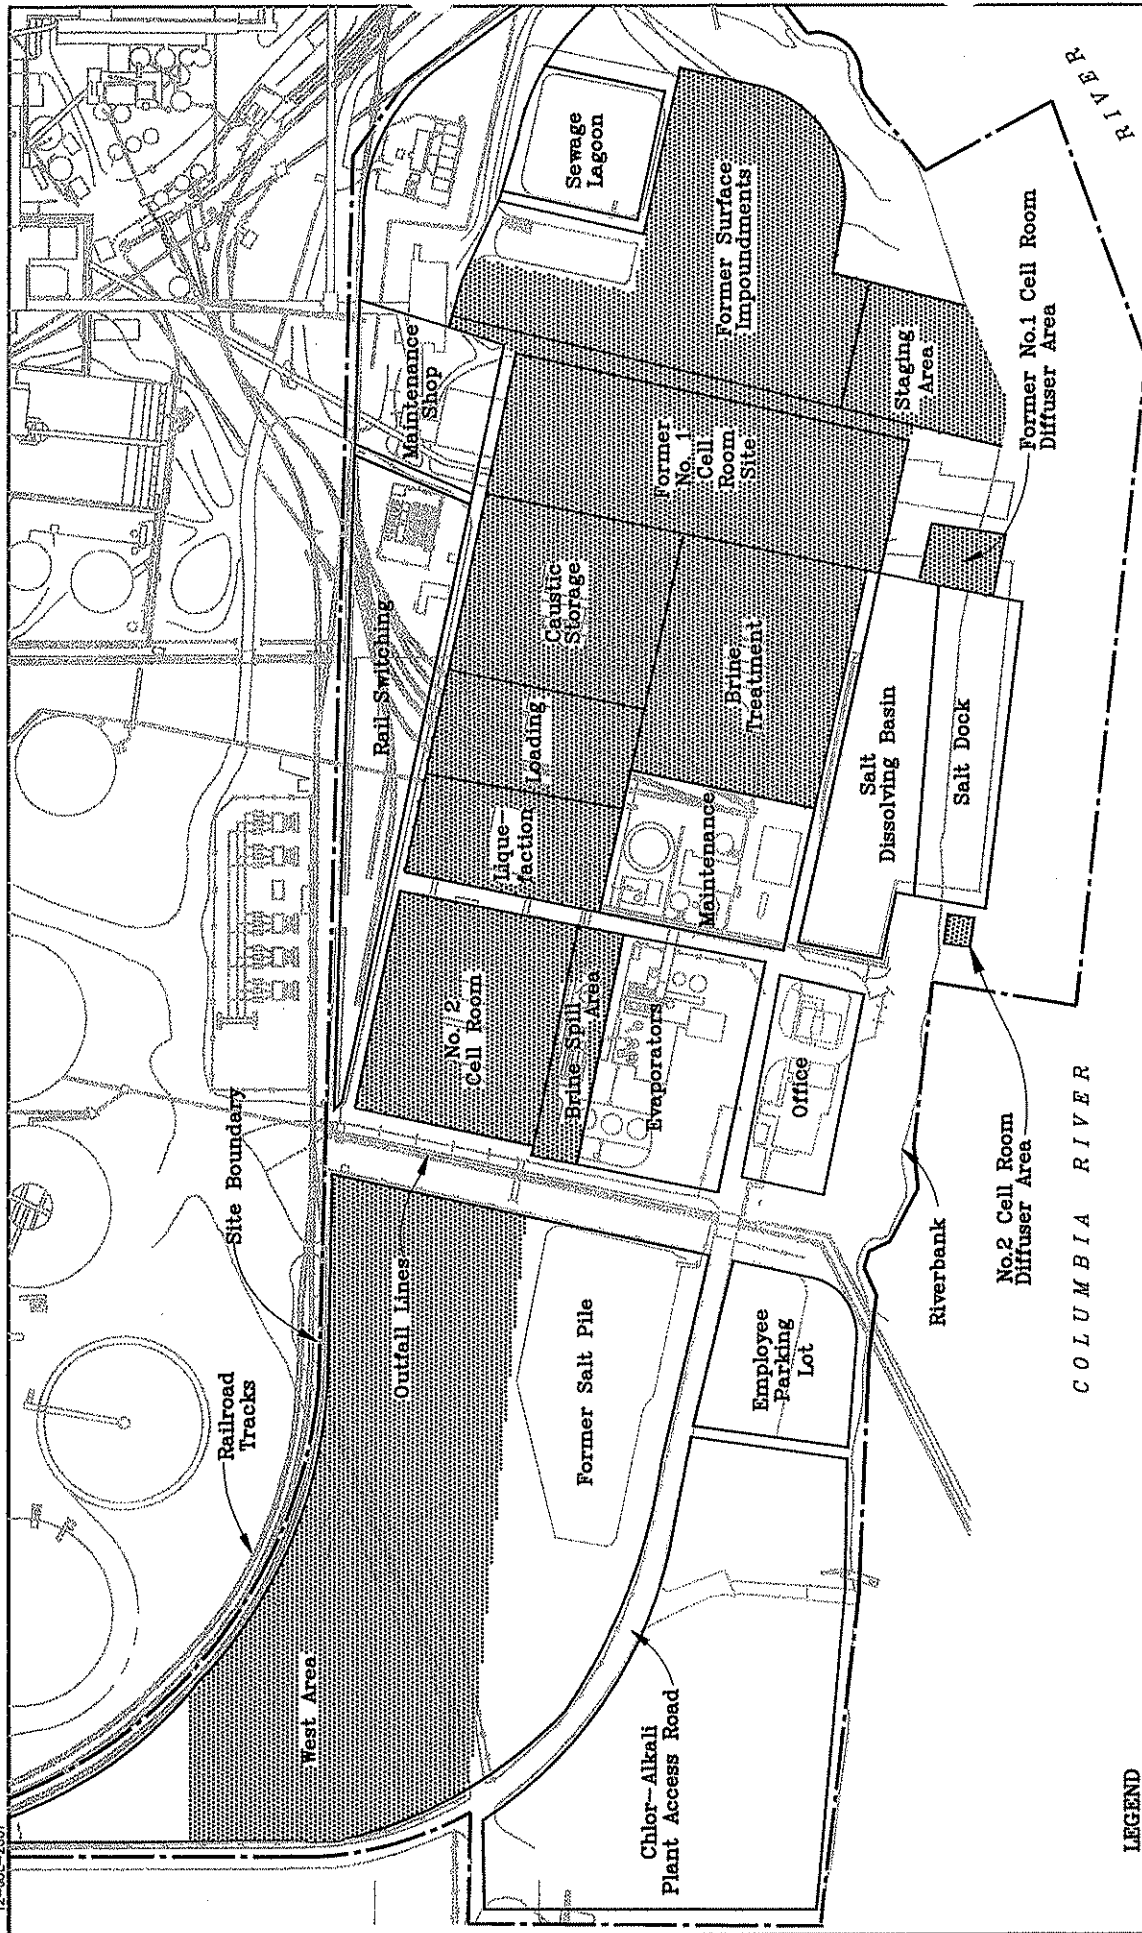 RIVER
Sewage
Lagoon
Former Surface
Impoundments
Staging
Area
Former No.1 Cell Room
Diffuser Area
Maintenance
Shop
Former
No. 1
Cell
Room
Site
Caustic
Storage
Brine
Treatment
Rail Switching
Loading
Lique-
faction
Maintenance
Salt
Dissolving Basin
Salt Dock
No. 2
Cell Room
Brine Spill
Area
Evaporators
Office
No.2 Cell Room
Diffuser Area
Riverbank
COLUMBIA RIVER
Site Boundary
Outfall Lines
Railroad
Tracks
Former Salt Pile
Employee
Parking
Lot
West Area
Chlor-Alkali
Plant Access Road
LEGEND